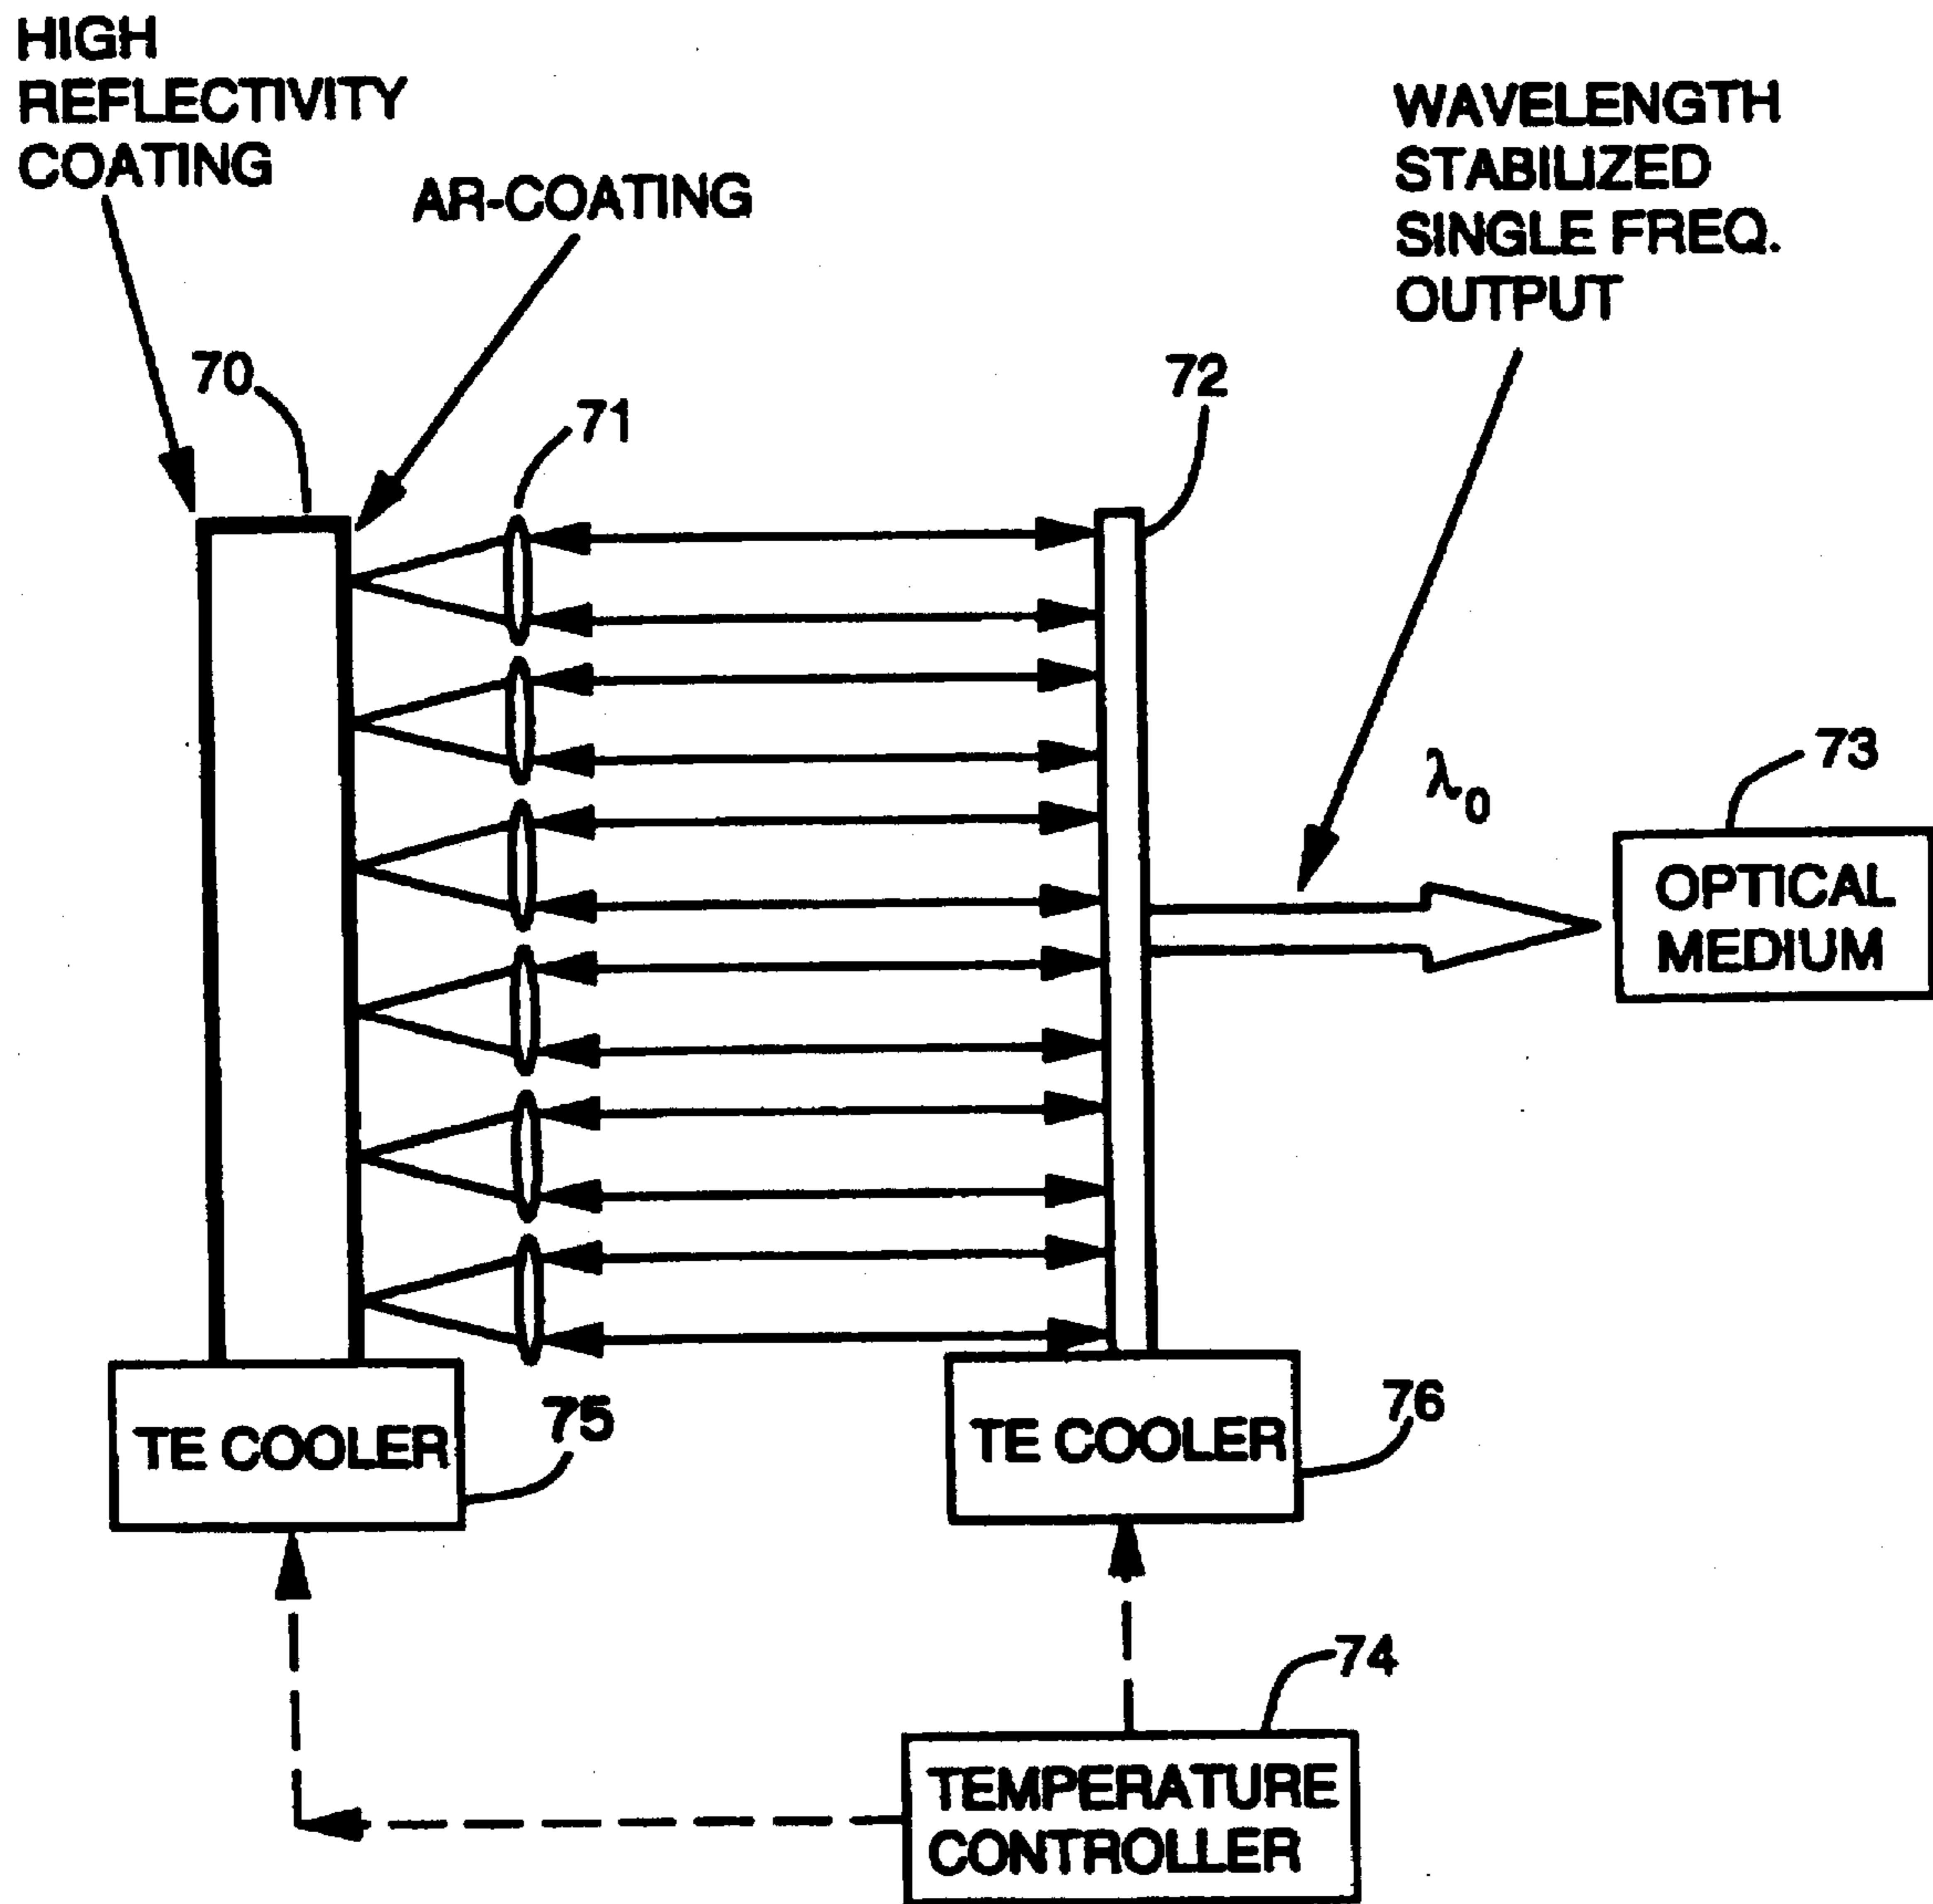 HIGH
REFLECTIVITY
COATING
AR-COATING
WAVELENGTH
STABILIZED
SINGLE FREQ.
OUTPUT
70
71
72
73
λ0
OPTICAL
MEDIUM
TE COOLER
75
TE COOLER
76
74
TEMPERATURE
CONTROLLER